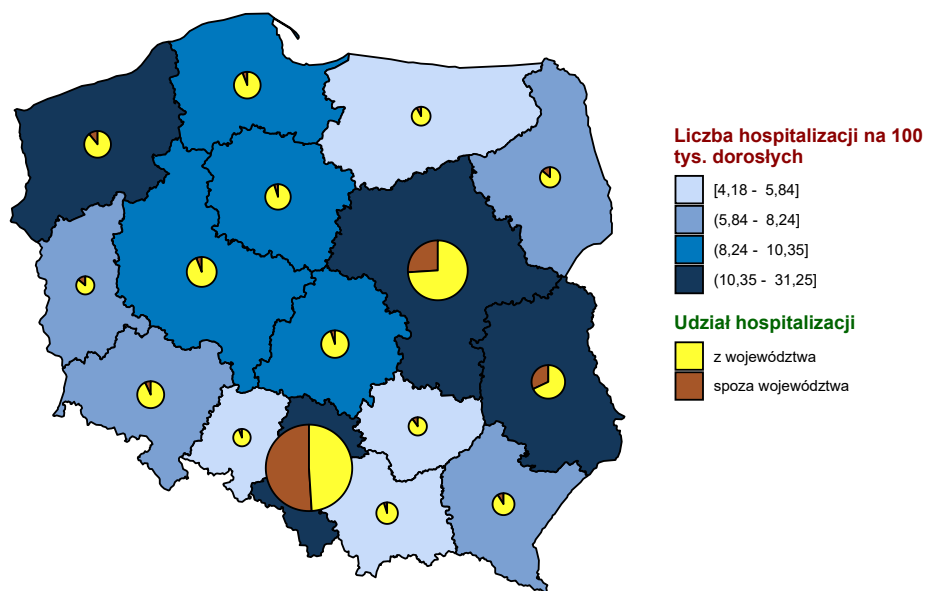 Liczba hospitalizacji na 100
tys. dorosłych
[4,18 - 5,84]
(5,84 - 8,24]
(8,24 - 10,35]
(10,35 - 31,25]
Udział hospitalizacji
z województwa
spoza województwa